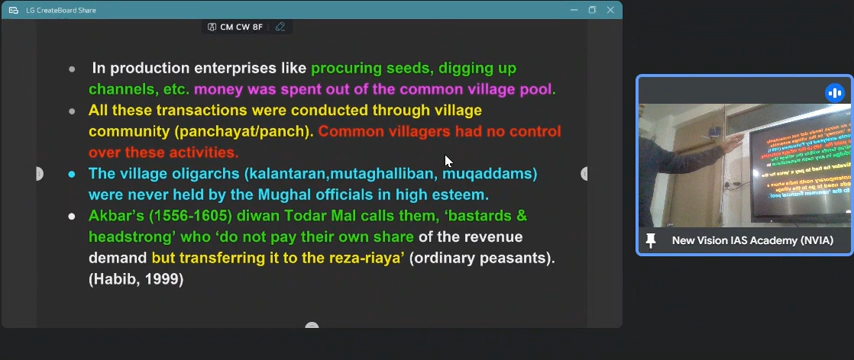 LG CreateBoard Share
CM CW 8F
In production enterprises like procuring seeds, digging up
channels, etc. money was spent out of the common village pool.
All these transactions were conducted through village
community (panchayat/panch). Common villagers had no control
over these activities.
The village oligarchs (kalantaran,mutaghalliban, muqaddams)
were never held by the Mughal officials in high esteem.
Akbar's (1556-1605) diwan Todar Mal calls them, 'bastards &
headstrong' who 'do not pay their own share of the revenue
demand but transferring it to the reza-riaya' (ordinary peasants).
(Habib, 1999)
New Vision IAS Academy (NVIA)